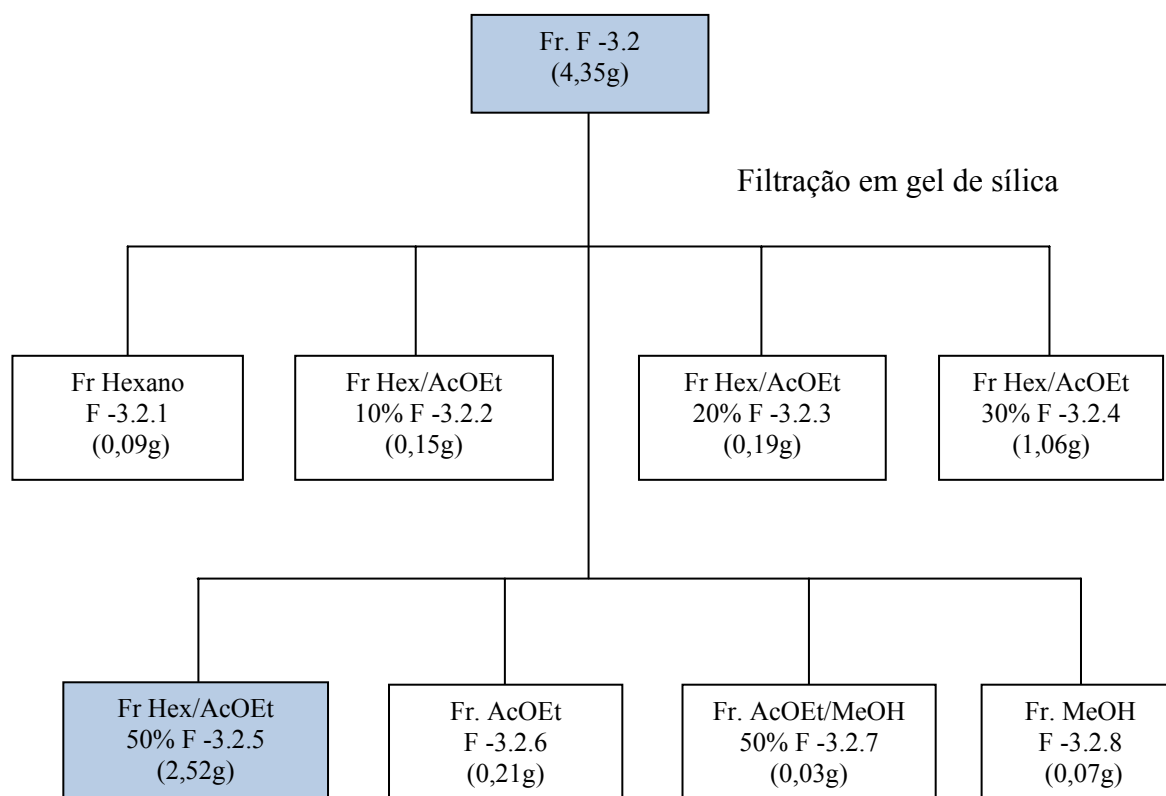 Fr. F -3.2
(4,35g)
Filtração em gel de sílica
Fr Hexano
F -3.2.1
(0,09g)
Fr Hex/AcOEt
10% F -3.2.2
(0,15g)
Fr Hex/AcOEt
20% F -3.2.3
(0,19g)
Fr Hex/AcOEt
30% F -3.2.4
(1,06g)
Fr Hex/AcOEt
50% F -3.2.5
(2,52g)
Fr. AcOEt
F -3.2.6
(0,21g)
Fr. AcOEt/MeOH
50% F -3.2.7
(0,03g)
Fr. MeOH
F -3.2.8
(0,07g)